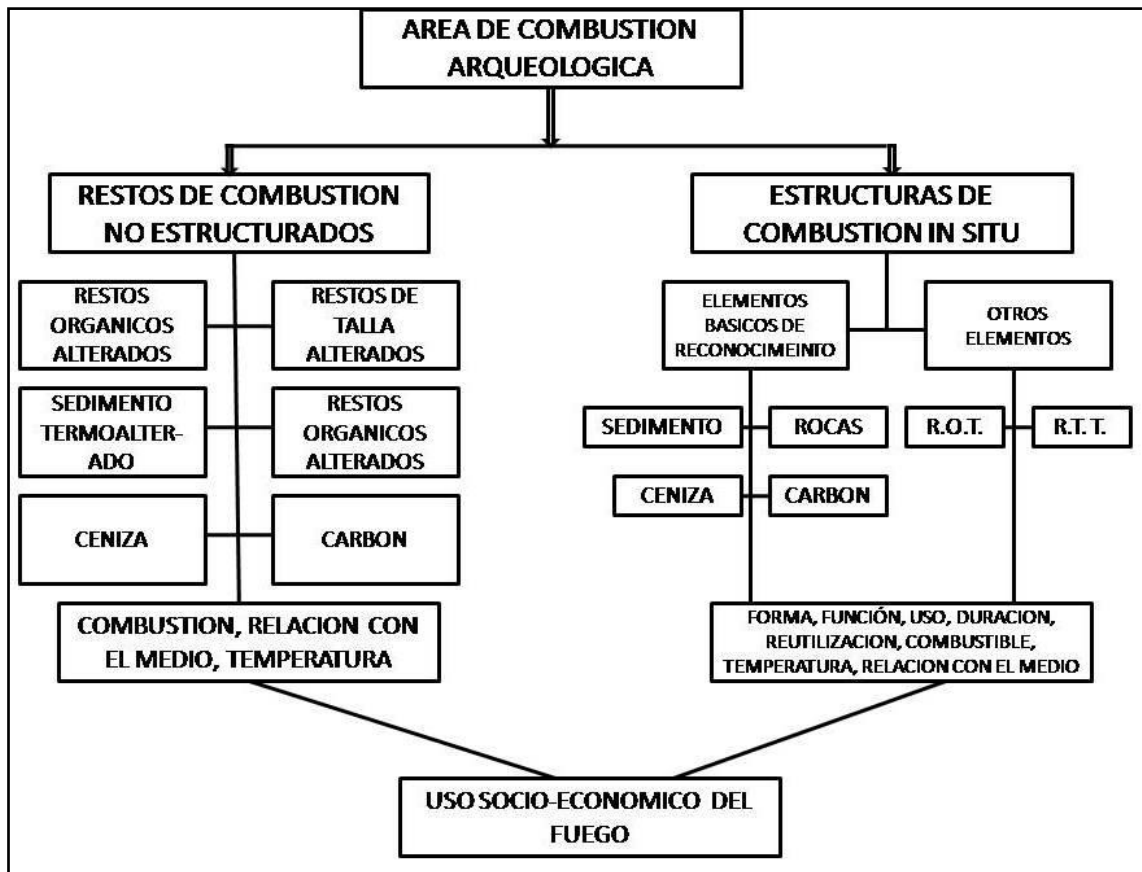 AREA DE COMBUSTION
ARQUEOLOGICA
RESTOS DE COMBUSTION
NO ESTRUCTURADOS
ESTRUCTURAS DE
COMBUSTION IN SITU
RESTOS
ORGANICOS
ALTERADOS
RESTOS DE
TALLA
ALTERADOS
ELEMENTOS
BASICOS DE
RECONOCIMEINTO
OTROS
ELEMENTOS
SEDIMENTO
TERMOALTER-
ADO
RESTOS
ORGANICOS
ALTERADOS
SEDIMENTO
ROCAS
R.O.T.
R.T. T.
CENIZA
CARBON
CENIZA
CARBON
COMBUSTION, RELACION CON
EL MEDIO, TEMPERATURA
FORMA, FUNCIÓN, USO, DURACION,
REUTILIZACION, COMBUSTIBLE,
TEMPERATURA, RELACION CON EL MEDIO
USO SOCIO-ECONOMICO DEL
FUEGO